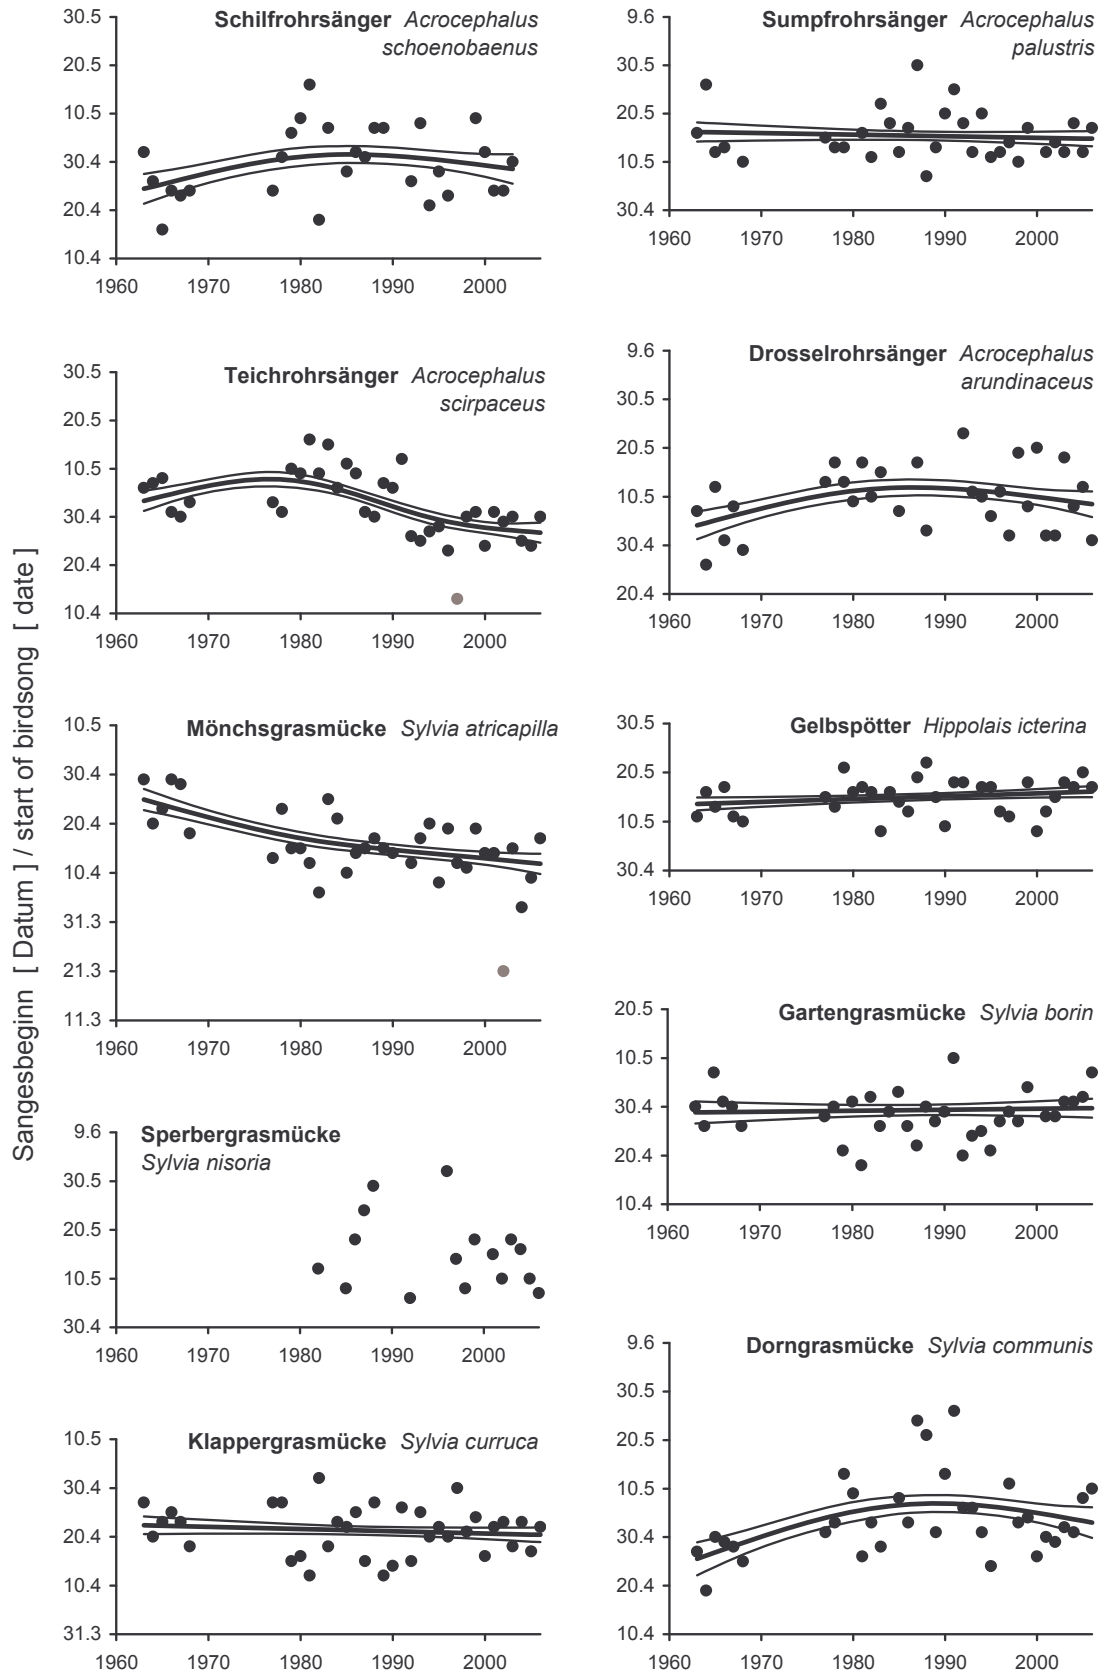 Sangesbeginn [ Datum ] / start of birdsong [ date ]
Schilfrohrsänger Acrocephalus
schoenobaenus
30.5
20.5
10.5
30.4
20.4
10.4
1960 1970 1980 1990 2000
Sumpfrohrsänger Acrocephalus
palustris
9.6
30.5
20.5
10.5
30.4
1960 1970 1980 1990 2000
Teichrohrsänger Acrocephalus
scirpaceus
30.5
20.5
10.5
30.4
20.4
10.4
1960 1970 1980 1990 2000
Drosselrohrsänger Acrocephalus
arundinaceus
9.6
30.5
20.5
10.5
30.4
20.4
1960 1970 1980 1990 2000
Mönchsgrasmücke Sylvia atricapilla
10.5
30.4
20.4
10.4
31.3
21.3
11.3
1960 1970 1980 1990 2000
Gelbspötter Hippolais icterina
30.5
20.5
10.5
30.4
1960 1970 1980 1990 2000
Gartengrasmücke Sylvia borin
20.5
10.5
30.4
20.4
10.4
1960 1970 1980 1990 2000
Sperbergrasmücke
Sylvia nisoria
9.6
30.5
20.5
10.5
30.4
1960 1970 1980 1990 2000
Dorngrasmücke Sylvia communis
9.6
30.5
20.5
10.5
30.4
20.4
10.4
1960 1970 1980 1990 2000
Klappergrasmücke Sylvia curruca
10.5
30.4
20.4
10.4
31.3
1960 1970 1980 1990 2000